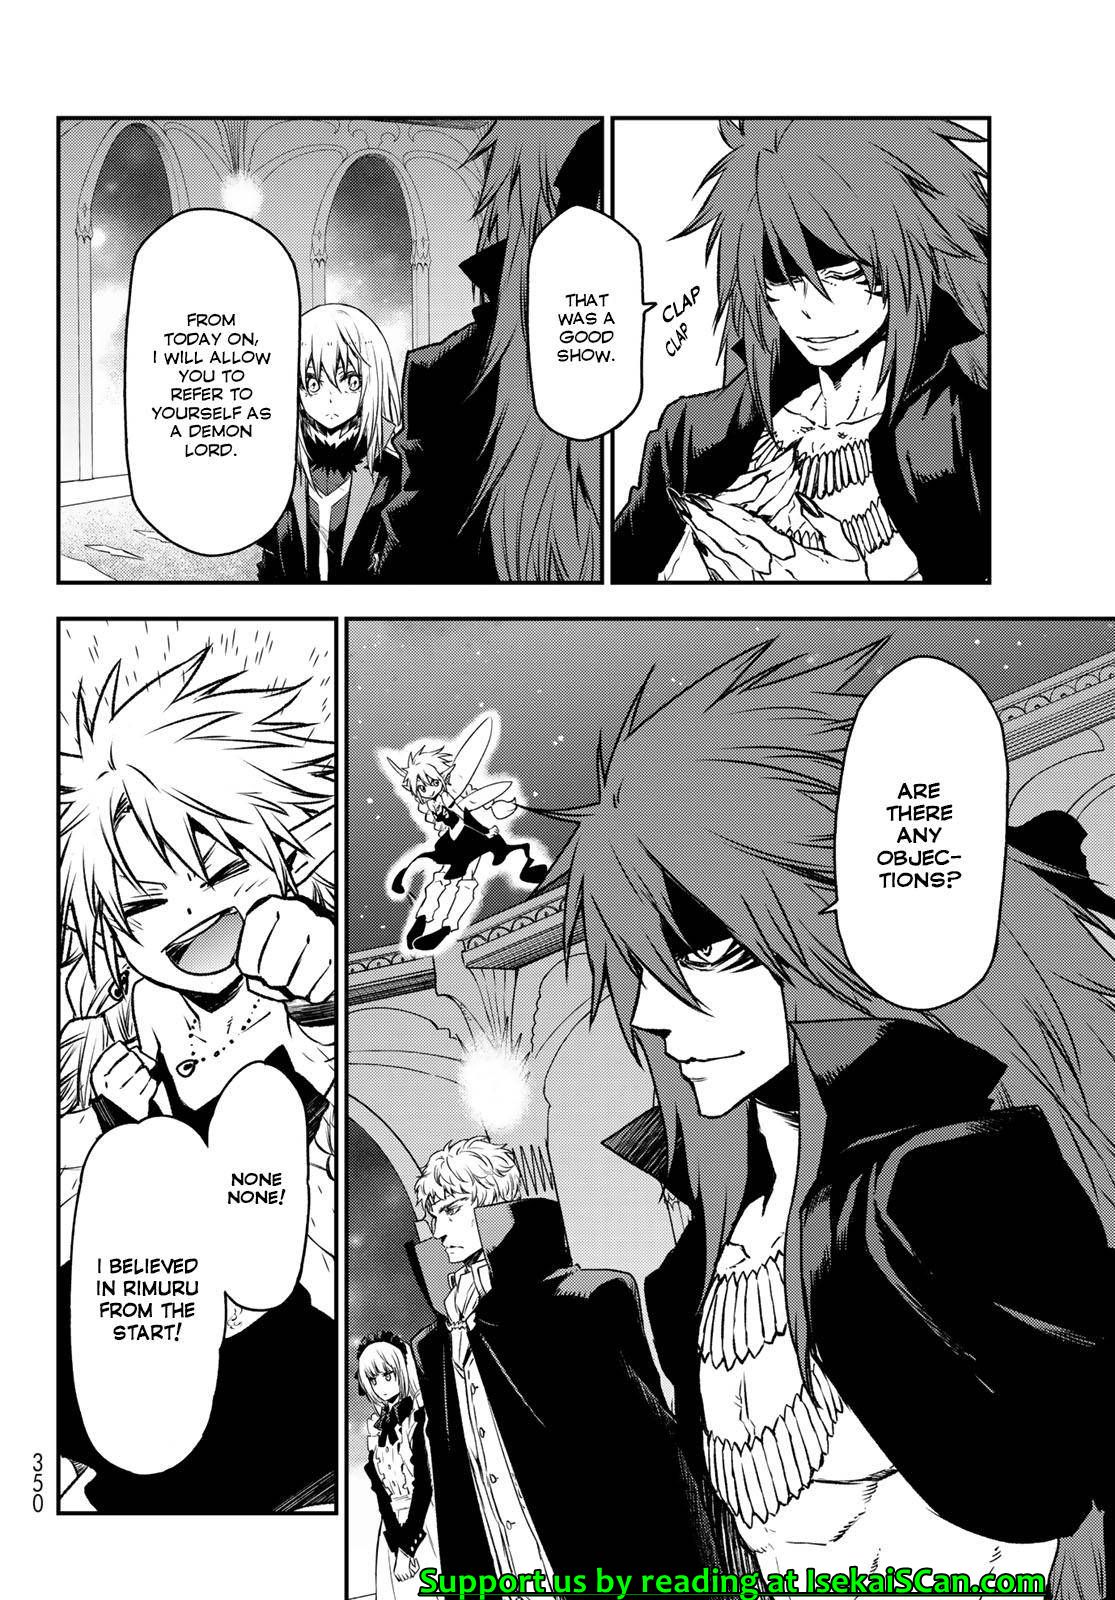 CLAP
CLAP
THAT
WAS A
GOOD
SHOW.
FROM
TODAY ON,
I WILL ALLOW
YOU TO
REFER TO
YOURSELF AS
A DEMON
LORD.
ARE
THERE
ANY
OBJEC-
TIONS?
NONE
NONE!
I BELIEVED
IN RIMURU
FROM THE
START!
350
Support us by reading at IsekaiSCan.com